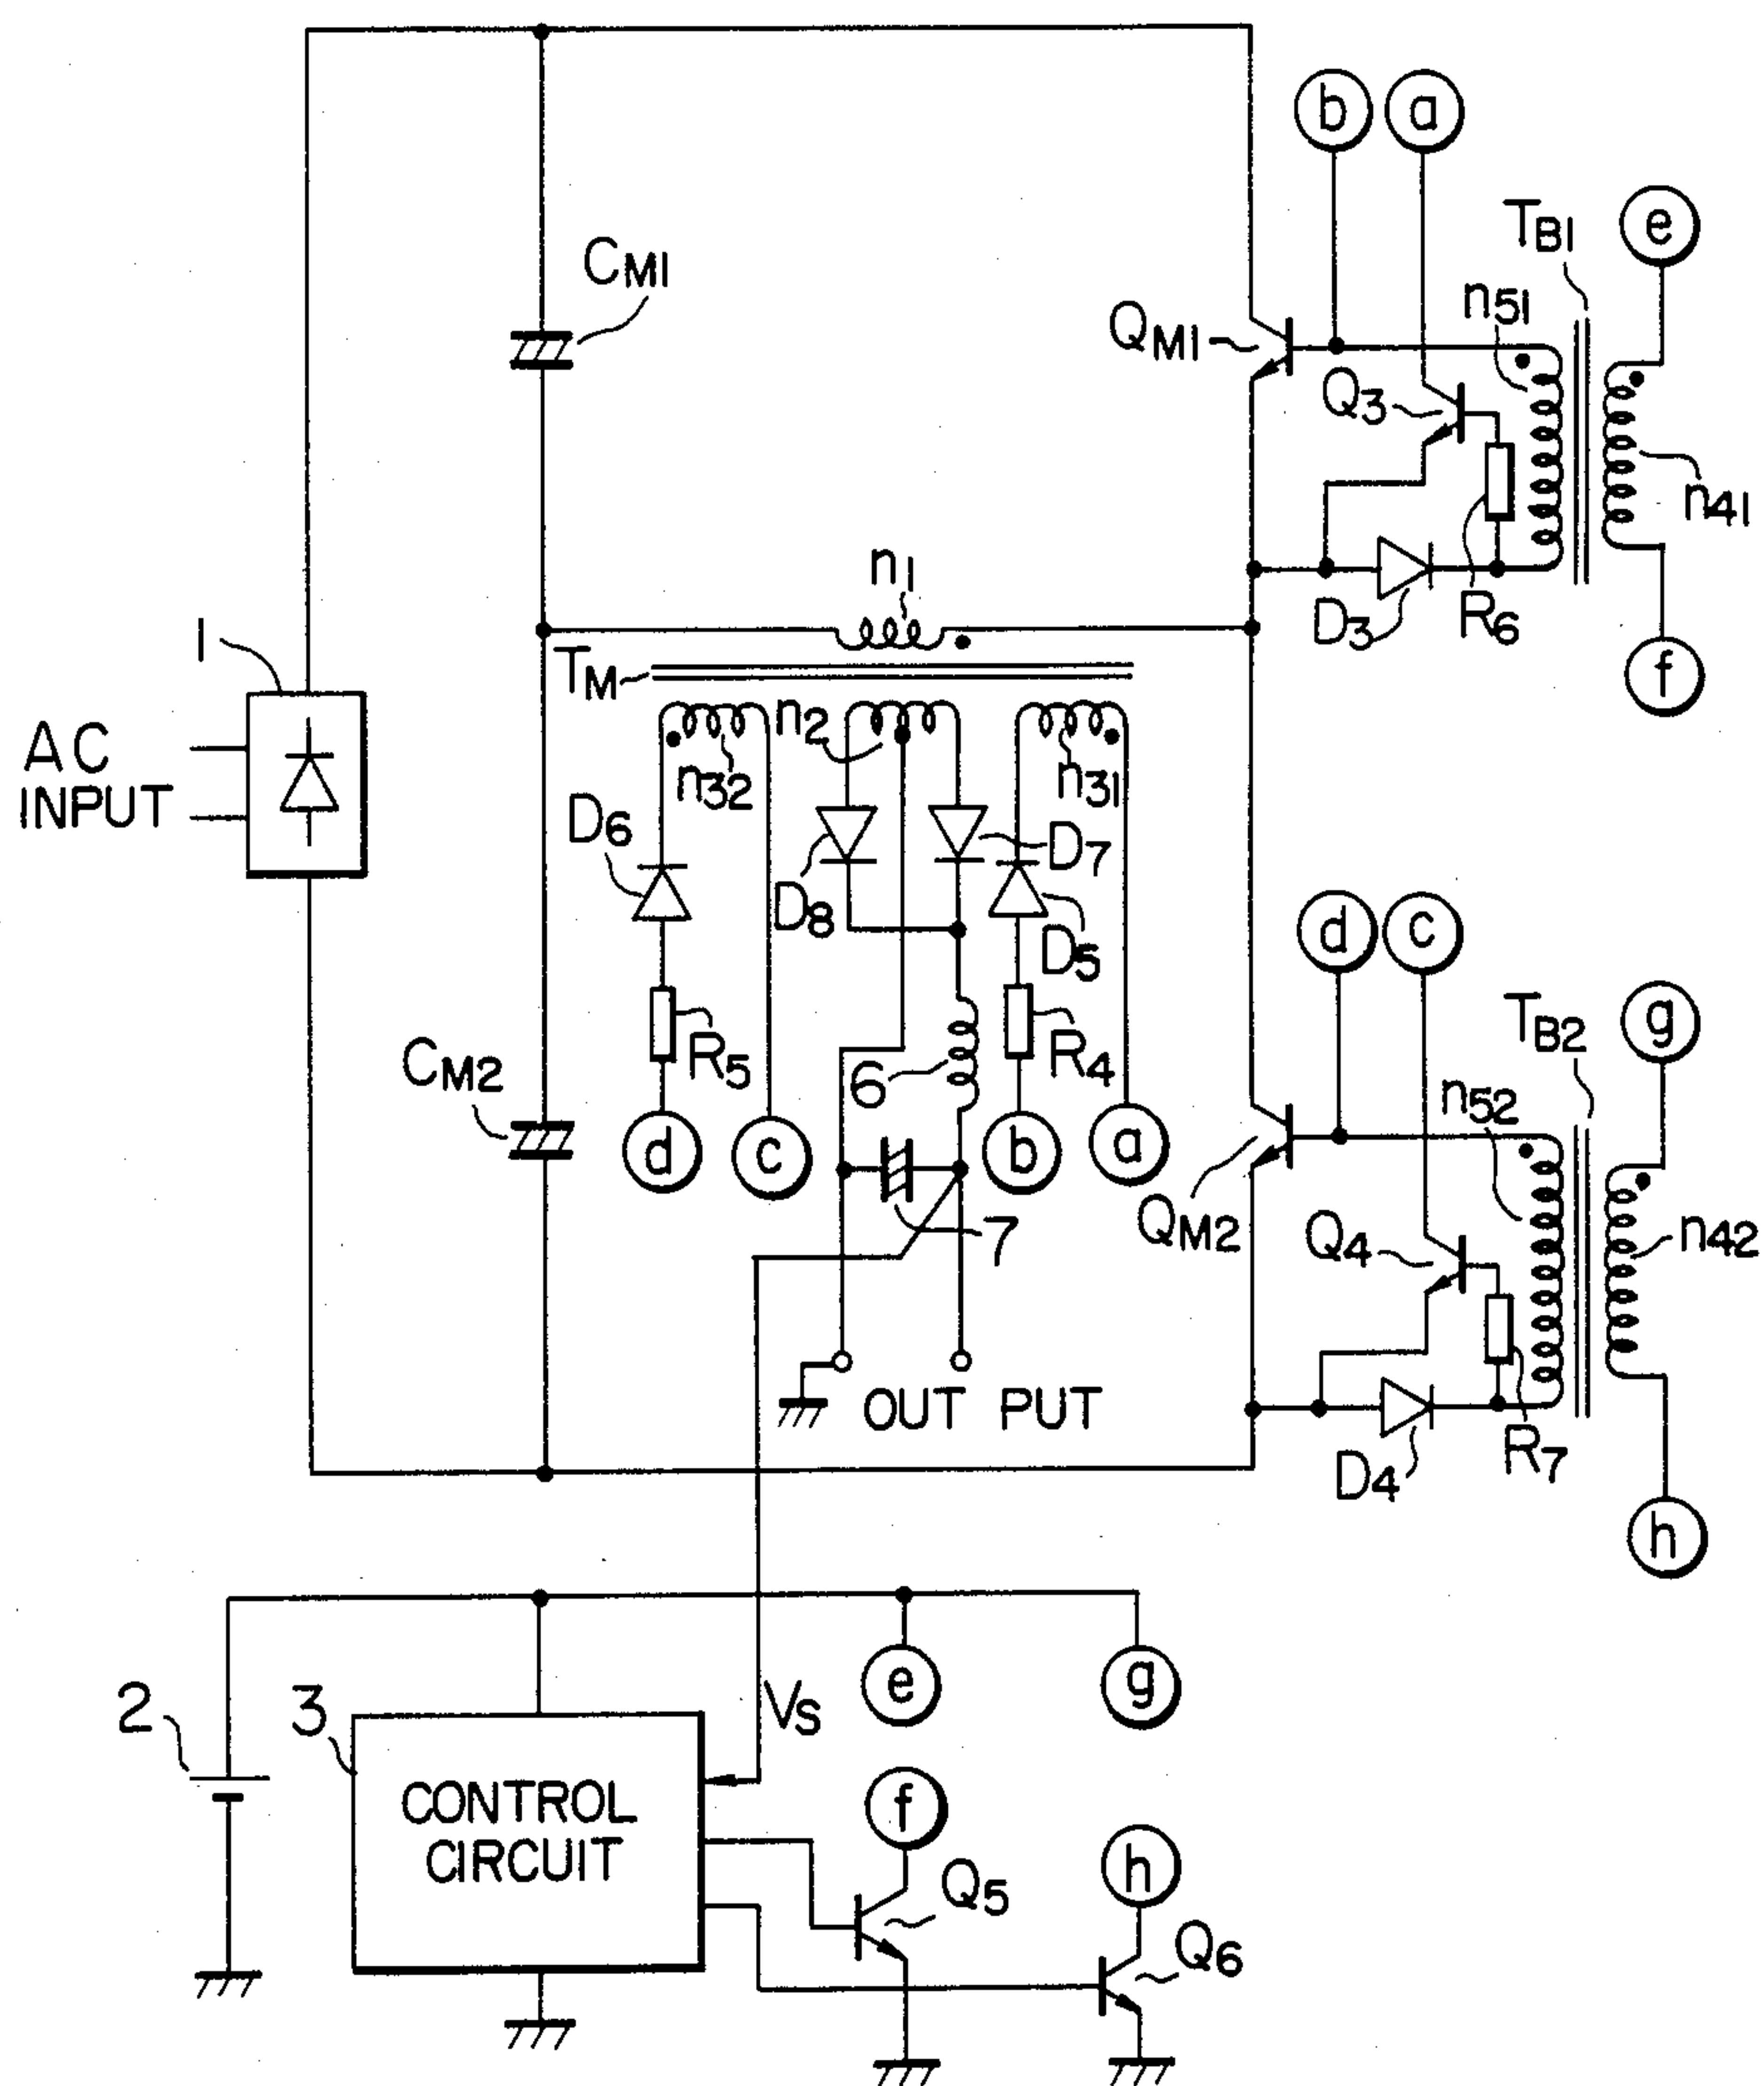 b a
e
TB1
CM1
n51
QM1
Q3
n41
n1
D3
R6
1
TM
f
AC
INPUT
n2
n32
n31
D6
D7
D8
d c
D5
g
TB2
CM2
R5
6
R4
n52
d c b a
QM2
Q4
n42
7
OUT PUT
D4
R7
h
2
3
Vs
e g
CONTROL
CIRCUIT
f
h
Q5
Q6